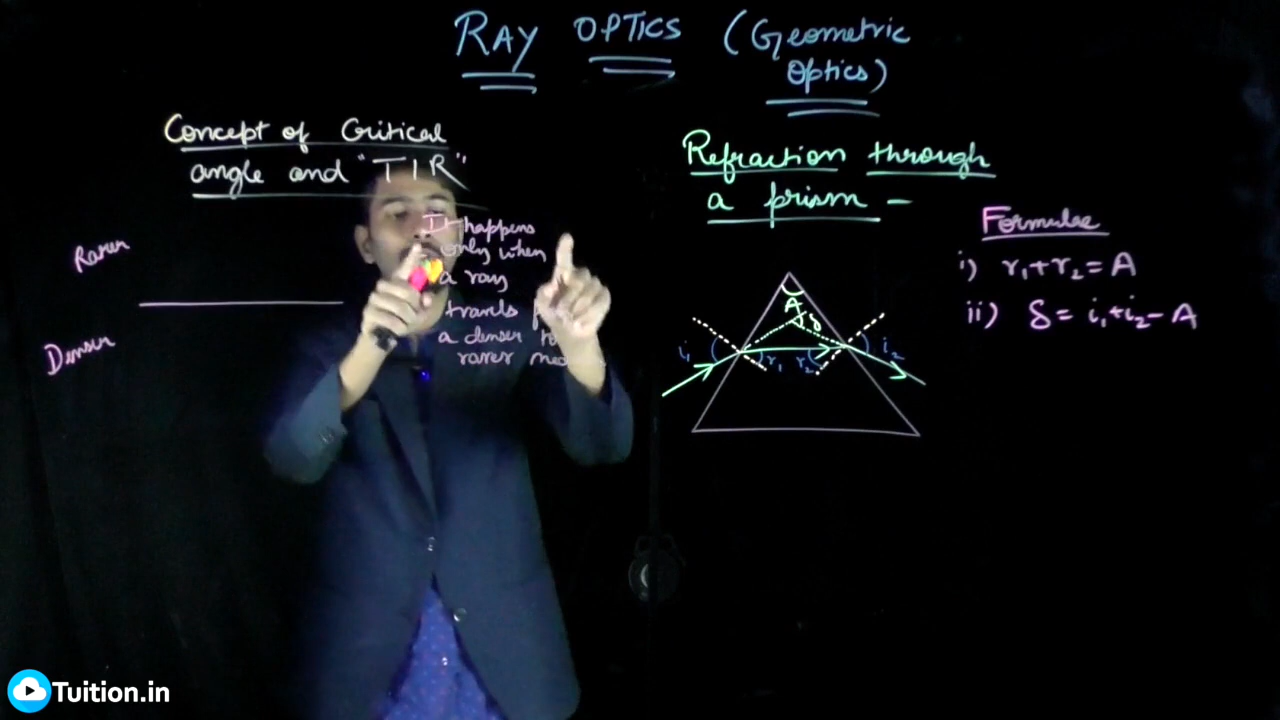 RAY OPTICS (Geometric
Optics)
Concept of Critical
angle and "TIR"
Rarer
Denser
It happens
only when
a ray
travels
a denser to
rarer
Refraction through
a prism -
A
δ
i₁
r₁
r₂
i₂
Formulae
i) r₁+r₂ = A
ii) δ = i₁+i₂-A
Tuition.in